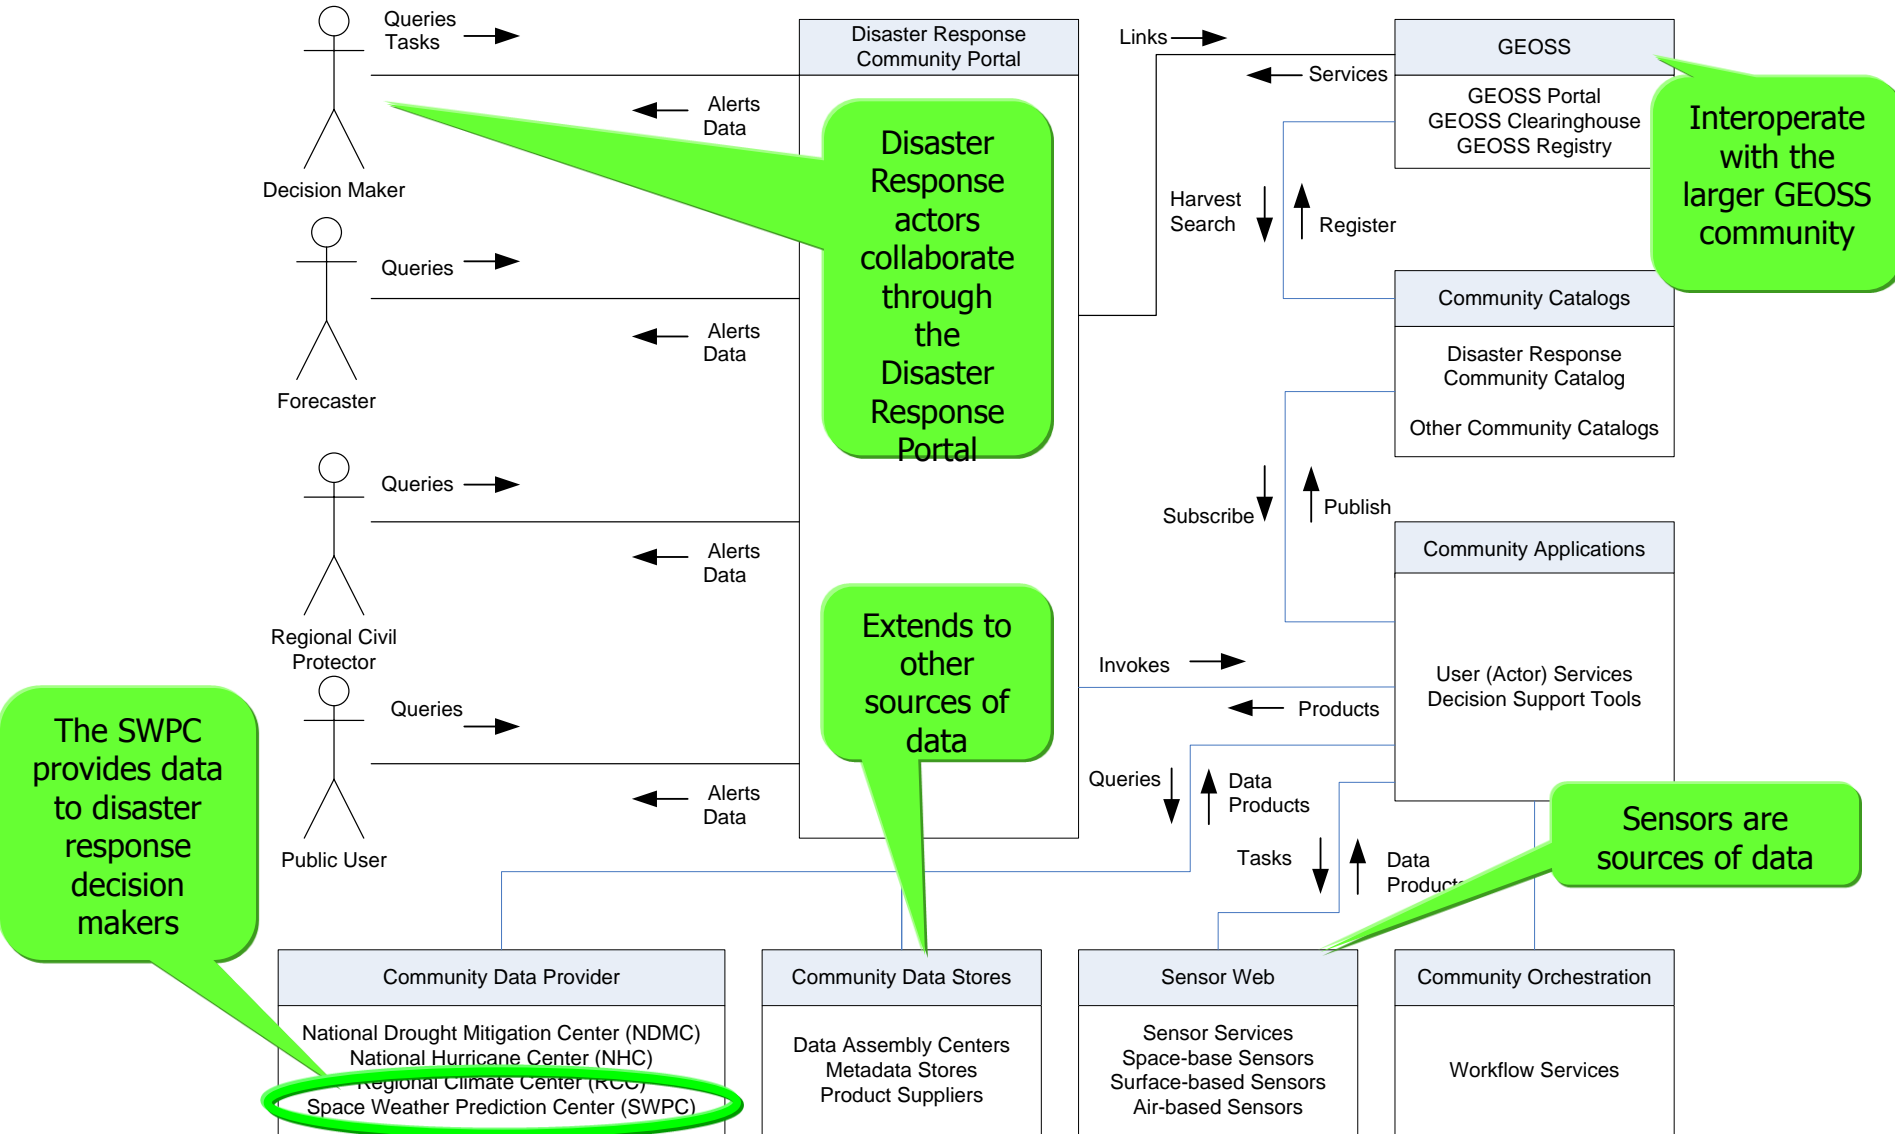 Queries
Tasks
Alerts
Data
Decision Maker
Queries
Alerts
Data
Forecaster
Queries
Alerts
Data
Regional Civil
Protector
Queries
Alerts
Data
Public User
Disaster Response
Community Portal
Disaster
Response
actors
collaborate
through
the
Disaster
Response
Portal
Links
Services
GEOSS
GEOSS Portal
GEOSS Clearinghouse
GEOSS Registry
Interoperate
with the
larger GEOSS
community
Harvest
Search
Register
Community Catalogs
Disaster Response
Community Catalog
Other Community Catalogs
Subscribe
Publish
Community Applications
User (Actor) Services
Decision Support Tools
Invokes
Products
Extends to
other
sources of
data
Queries
Data
Products
Tasks
Data
Products
Sensors are
sources of data
The SWPC
provides data
to disaster
response
decision
makers
Community Data Provider
National Drought Mitigation Center (NDMC)
National Hurricane Center (NHC)
Regional Climate Center (RCC)
Space Weather Prediction Center (SWPC)
Community Data Stores
Data Assembly Centers
Metadata Stores
Product Suppliers
Sensor Web
Sensor Services
Space-base Sensors
Surface-based Sensors
Air-based Sensors
Community Orchestration
Workflow Services